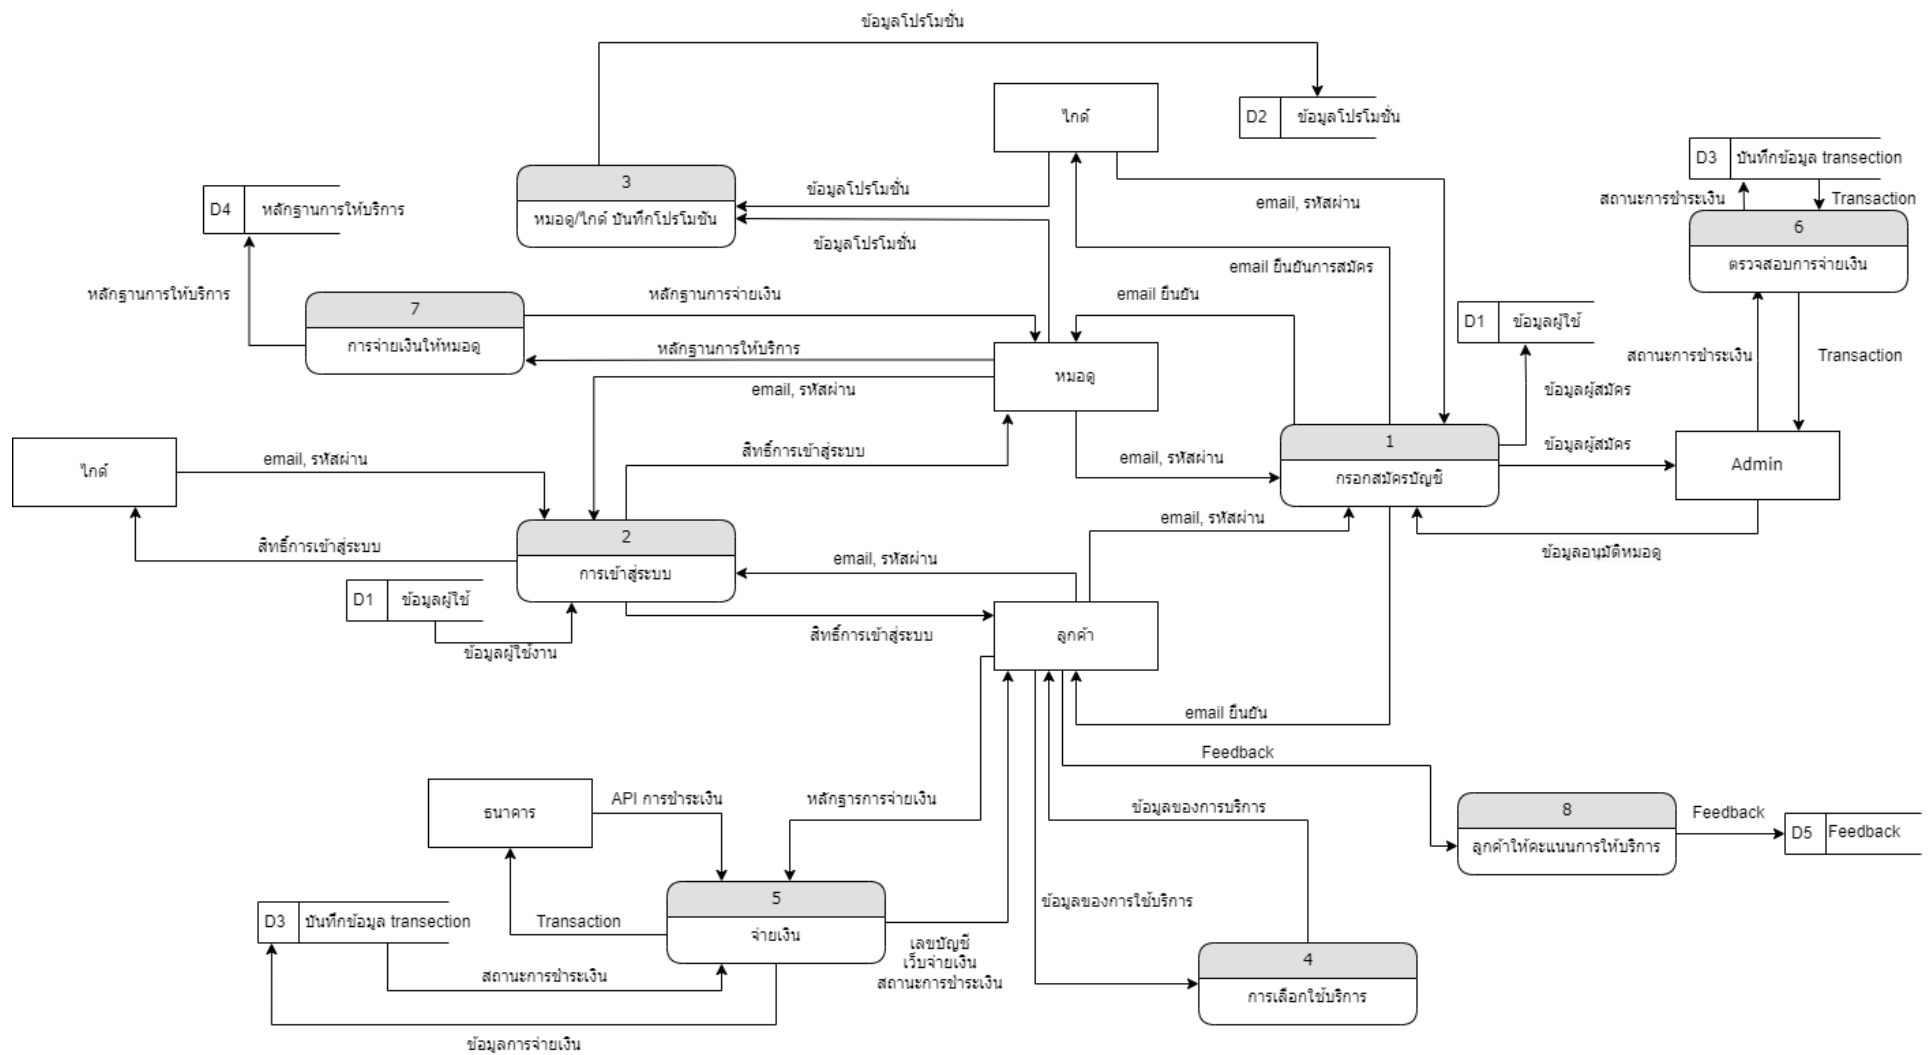 ข้อมูลโปรโมชั่น
ไกด์
D2
ข้อมูลโปรโมชั่น
D3
บันทึกข้อมูล transection
3
หมอดู/ไกด์ บันทึกโปรโมชัน
ข้อมูลโปรโมชั่น
email, รหัสผ่าน
สถานะการชำระเงิน
Transaction
D4
หลักฐานการให้บริการ
6
ตรวจสอบการจ่ายเงิน
ข้อมูลโปรโมชั่น
email ยืนยันการสมัคร
หลักฐานการให้บริการ
หลักฐานการจ่ายเงิน
email ยืนยัน
7
การจ่ายเงินให้หมอดู
D1
ข้อมูลผู้ใช้
หลักฐานการให้บริการ
สถานะการชำระเงิน
Transaction
หมอดู
email, รหัสผ่าน
ข้อมูลผู้สมัคร
1
กรอกสมัครบัญชี
ข้อมูลผู้สมัคร
สิทธิ์การเข้าสู่ระบบ
email, รหัสผ่าน
email, รหัสผ่าน
ไกด์
Admin
email, รหัสผ่าน
2
การเข้าสู่ระบบ
สิทธิ์การเข้าสู่ระบบ
email, รหัสผ่าน
ข้อมูลอนุมัติหมอดู
D1
ข้อมูลผู้ใช้
ข้อมูลผู้ใช้งาน
สิทธิ์การเข้าสู่ระบบ
ลูกค้า
email ยืนยัน
Feedback
ธนาคาร
API การชำระเงิน
หลักฐารการจ่ายเงิน
ข้อมูลของการบริการ
8
ลูกค้าให้คะแนนการให้บริการ
Feedback
D5
Feedback
5
จ่ายเงิน
ข้อมูลของการใช้บริการ
D3
บันทึกข้อมูล transection
Transaction
เลขบัญชี
เว็บจ่ายเงิน
สถานะการชำระเงิน
สถานะการชำระเงิน
4
การเลือกใช้บริการ
ข้อมูลการจ่ายเงิน